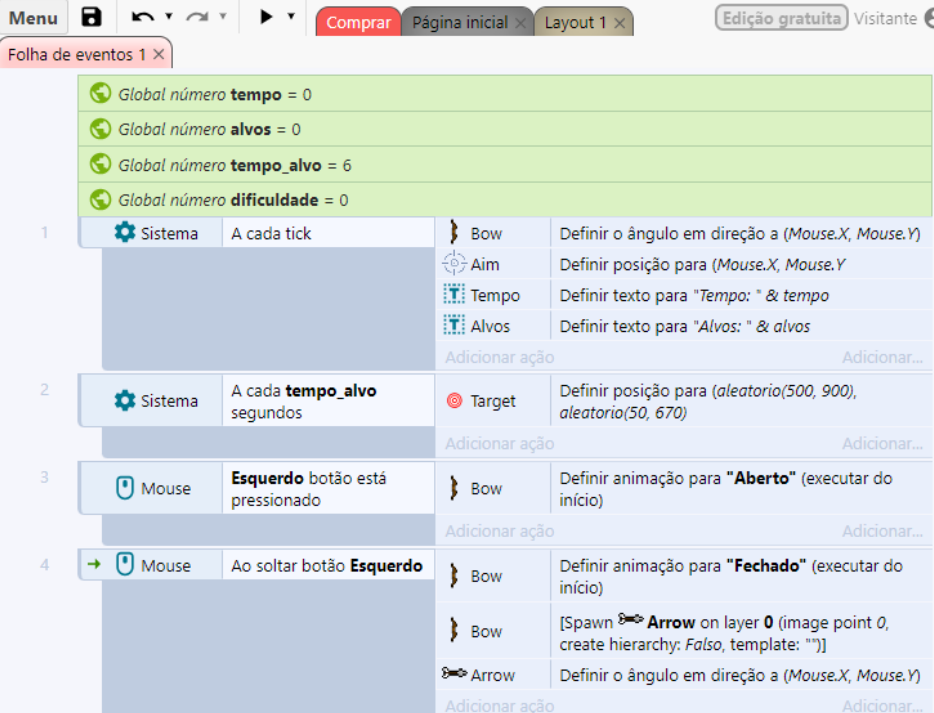 Menu
Comprar
Página inicial
Layout 1
Edição gratuita
Visitante
Folha de eventos 1
Global número tempo = 0
Global número alvos = 0
Global número tempo_alvo = 6
Global número dificuldade = 0
1
Sistema
A cada tick
Bow
Definir o ângulo em direção a (Mouse.X, Mouse.Y)
Aim
Definir posição para (Mouse.X, Mouse.Y
T Tempo
Definir texto para "Tempo: " & tempo
T Alvos
Definir texto para "Alvos: " & alvos
Adicionar ação
Adicionar...
2
Sistema
A cada tempo_alvo
segundos
Target
Definir posição para (aleatorio(500, 900),
aleatorio(50, 670)
Adicionar ação
Adicionar...
3
Mouse
Esquerdo botão está
pressionado
Bow
Definir animação para "Aberto" (executar do
início)
Adicionar ação
Adicionar...
4
Mouse
Ao soltar botão Esquerdo
Bow
Definir animação para "Fechado" (executar do
início)
Bow
[Spawn Arrow on layer 0 (image point 0,
create hierarchy: Falso, template: "")]
Arrow
Definir o ângulo em direção a (Mouse.X, Mouse.Y)
Adicionar ação
Adicionar...